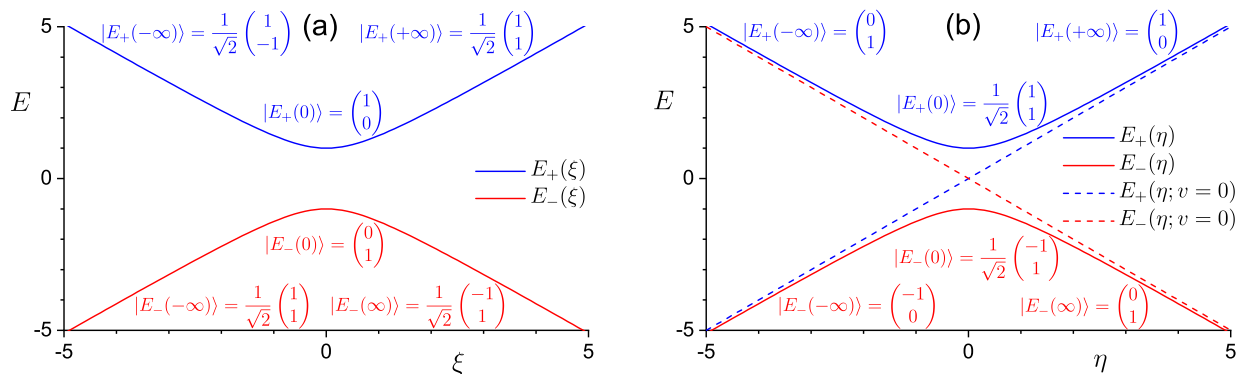 (a)
5
0
-5
-5
0
5
E
ξ
|E₊(-∞)⟩ = 1/√2 (1 -1)
|E₊(+∞)⟩ = 1/√2 (1 1)
|E₊(0)⟩ = (1 0)
E₊(ξ)
E₋(ξ)
|E₋(0)⟩ = (0 1)
|E₋(-∞)⟩ = 1/√2 (1 1)
|E₋(∞)⟩ = 1/√2 (-1 1)
(b)
5
0
-5
-5
0
5
E
η
|E₊(-∞)⟩ = (0 1)
|E₊(+∞)⟩ = (1 0)
|E₊(0)⟩ = 1/√2 (1 1)
E₊(η)
E₋(η)
E₊(η; v = 0)
E₋(η; v = 0)
|E₋(0)⟩ = 1/√2 (-1 1)
|E₋(-∞)⟩ = (-1 0)
|E₋(∞)⟩ = (0 1)